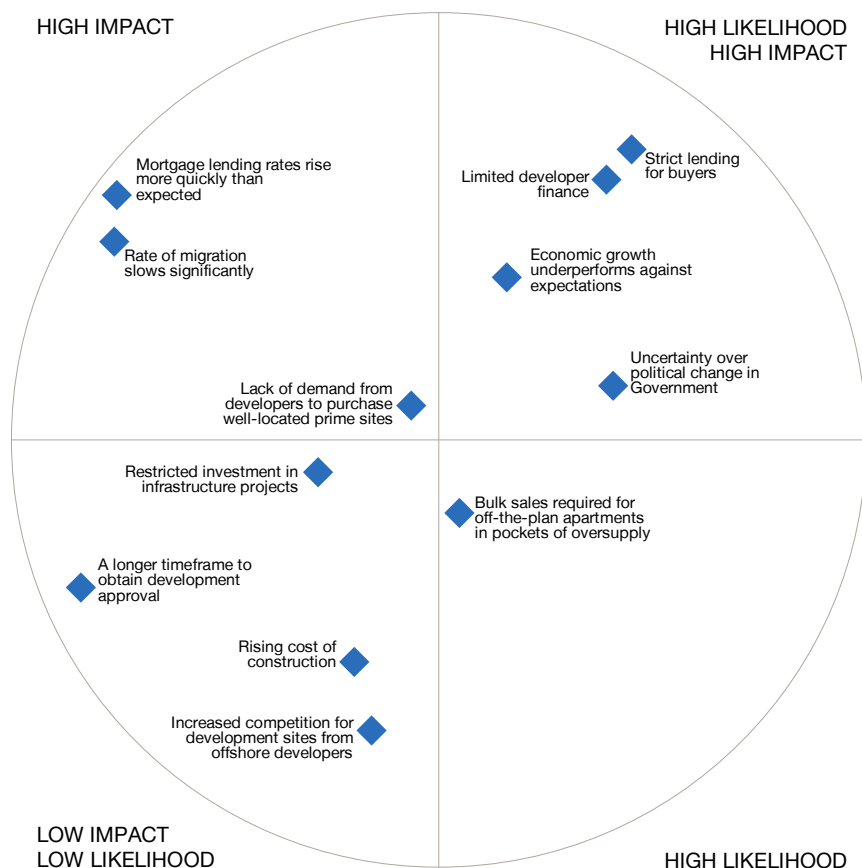 HIGH IMPACT
HIGH LIKELIHOOD
HIGH IMPACT
Mortgage lending rates rise
more quickly than
expected
Strict lending
for buyers
Limited developer
finance
Rate of migration
slows significantly
Economic growth
underperforms against
expectations
Uncertainty over
political change in
Government
Lack of demand from
developers to purchase
well-located prime sites
Restricted investment in
infrastructure projects
Bulk sales required for
off-the-plan apartments
in pockets of oversupply
A longer timeframe to
obtain development
approval
Rising cost of
construction
Increased competition for
development sites from
offshore developers
LOW IMPACT
LOW LIKELIHOOD
HIGH LIKELIHOOD